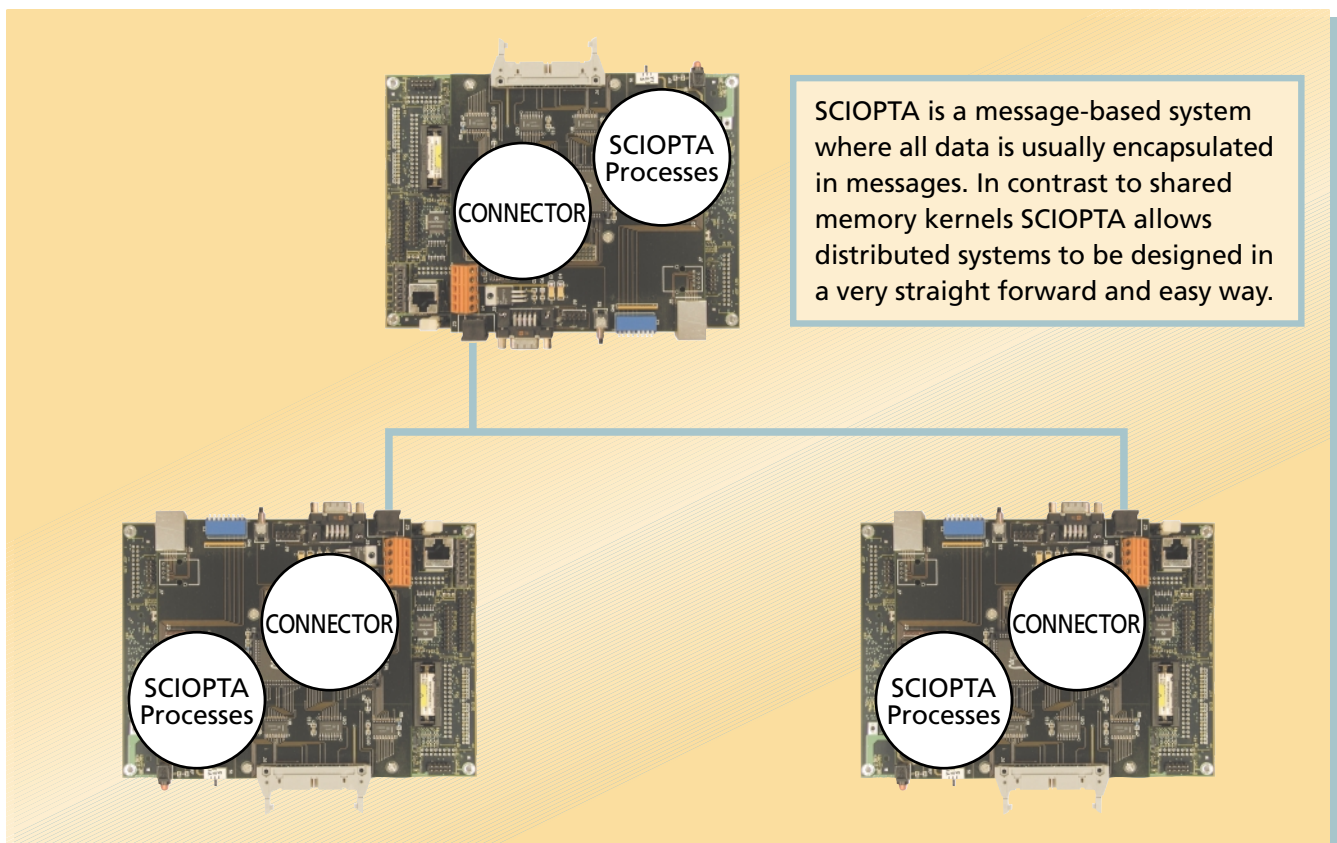 SCIOPTA
Processes
CONNECTOR
SCIOPTA is a message-based system
where all data is usually encapsulated
in messages. In contrast to shared
memory kernels SCIOPTA allows
distributed systems to be designed in
a very straight forward and easy way.
CONNECTOR
SCIOPTA
Processes
CONNECTOR
SCIOPTA
Processes